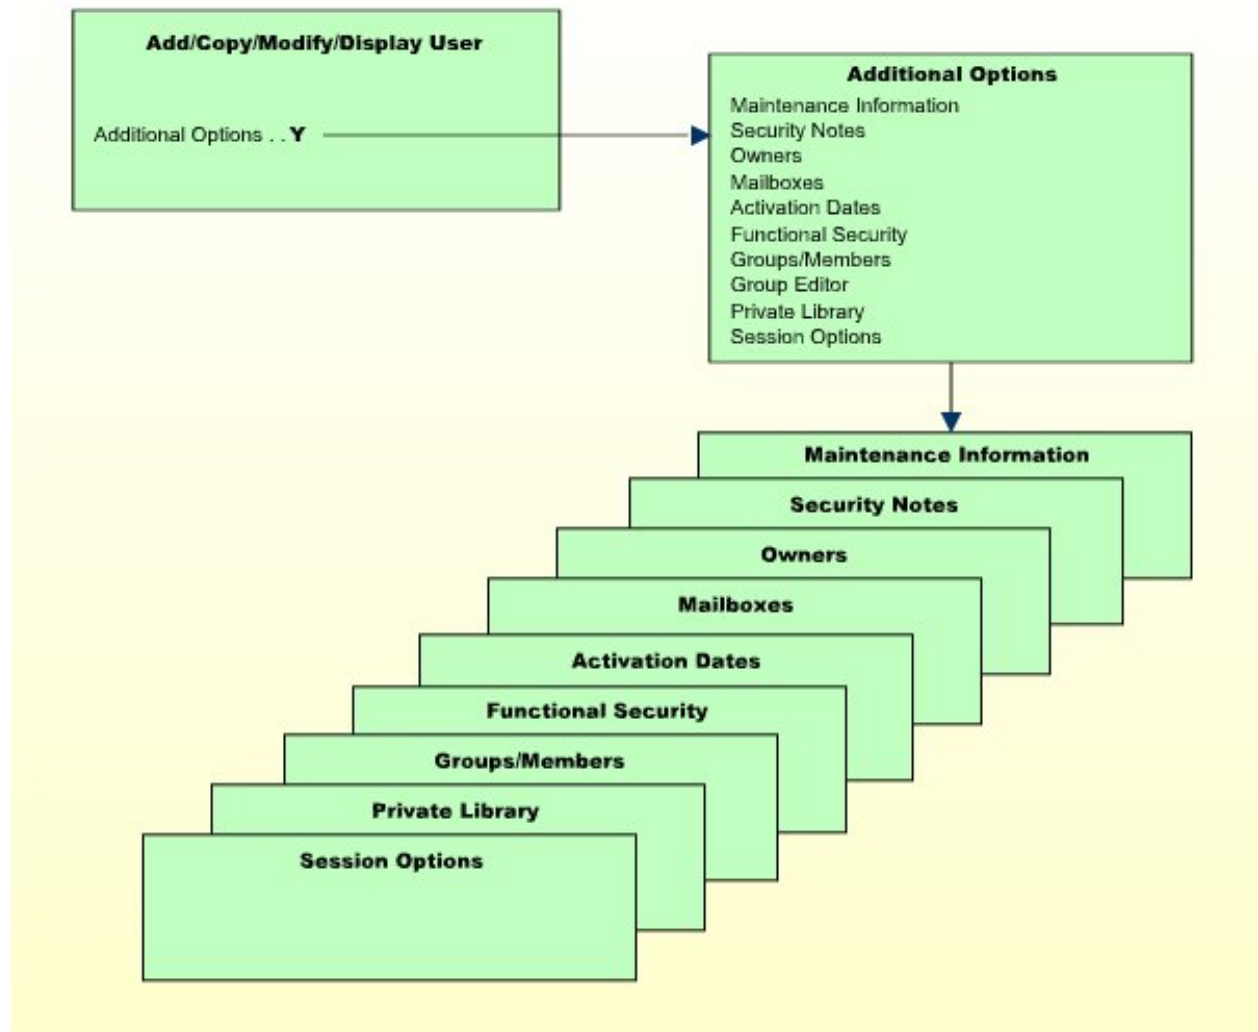 Add/Copy/Modify/Display User
Additional Options . . Y
Additional Options
Maintenance Information
Security Notes
Owners
Mailboxes
Activation Dates
Functional Security
Groups/Members
Group Editor
Private Library
Session Options
Maintenance Information
Security Notes
Owners
Mailboxes
Activation Dates
Functional Security
Groups/Members
Private Library
Session Options